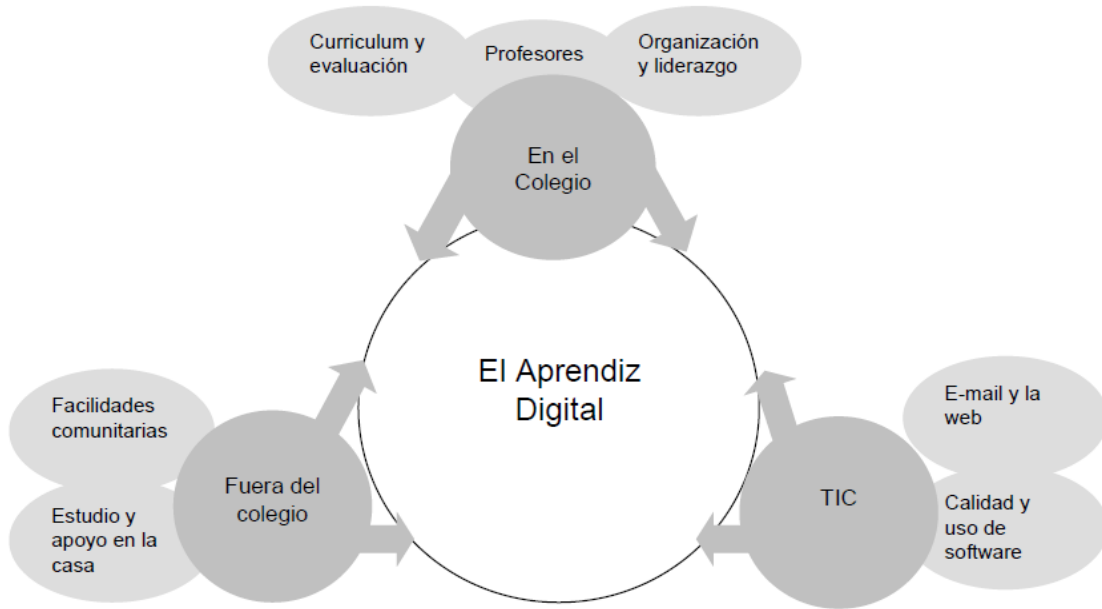 Curriculum y
evaluación
Profesores
Organización
y liderazgo
En el
Colegio
El Aprendiz
Digital
Facilidades
comunitarias
Fuera del
colegio
Estudio y
apoyo en la
casa
E-mail y la
web
TIC
Calidad y
uso de
software